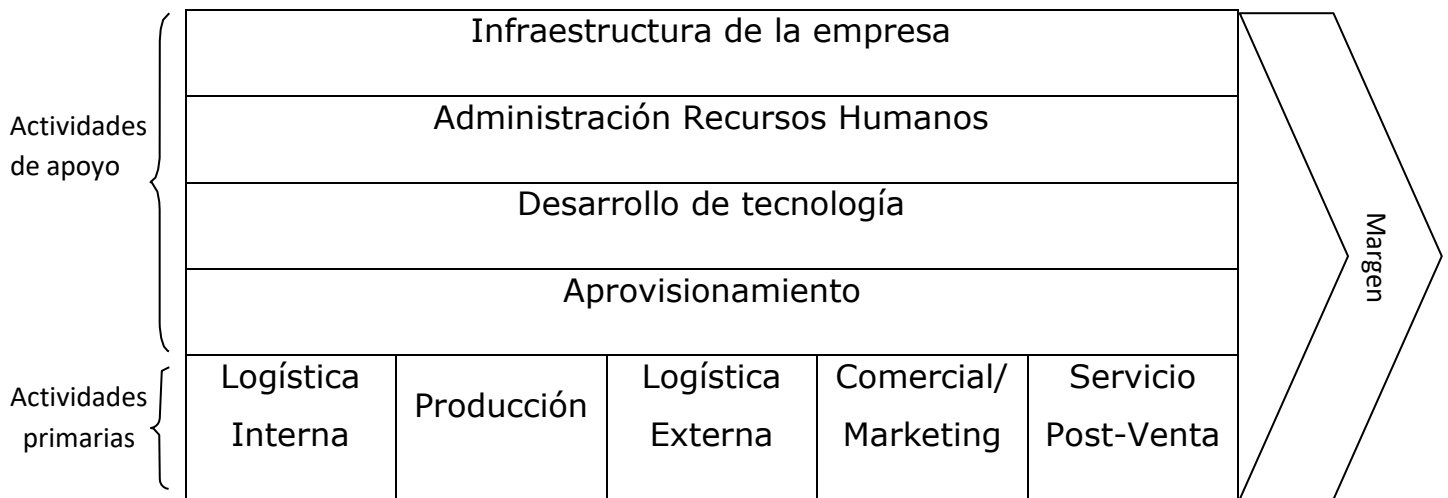 Infraestructura de la empresa
Actividades
de apoyo
Administración Recursos Humanos
Desarrollo de tecnología
Aprovisionamiento
Margen
Actividades
primarias
Logística
Interna
Producción
Logística
Externa
Comercial/
Marketing
Servicio
Post-Venta